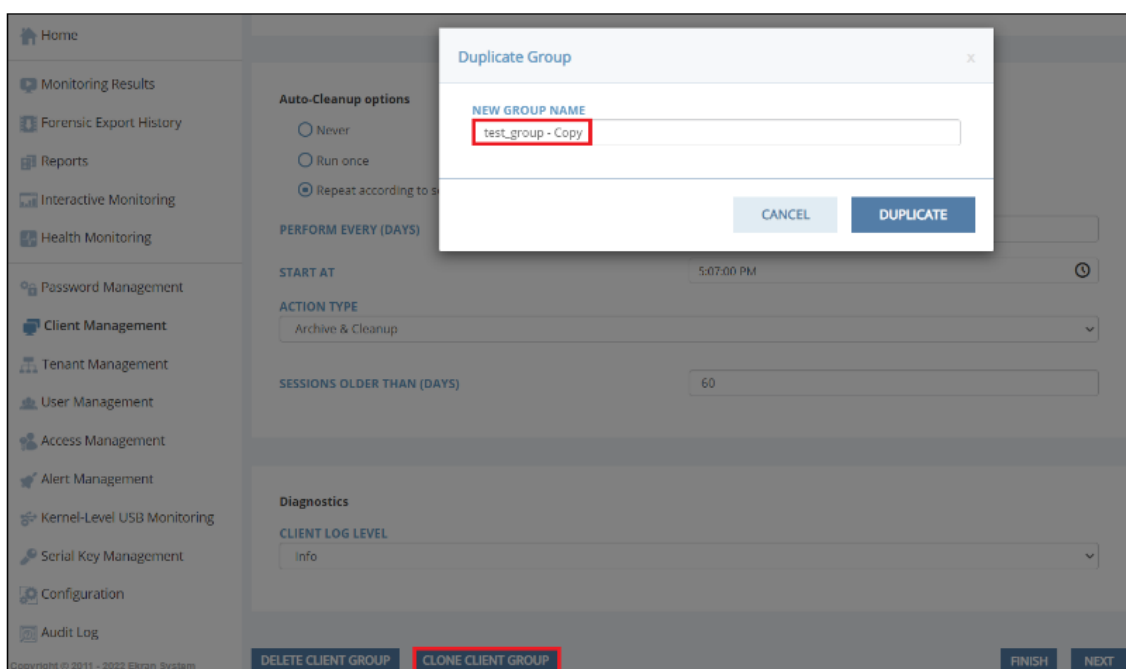 Home
Monitoring Results
Forensic Export History
Reports
Interactive Monitoring
Health Monitoring
Password Management
Client Management
Tenant Management
User Management
Access Management
Alert Management
Kernel-Level USB Monitoring
Serial Key Management
Configuration
Audit Log
Copyright © 2011 - 2022 Ekran System
Duplicate Group
x
NEW GROUP NAME
test_group - Copy
CANCEL
DUPLICATE
Auto-Cleanup options
Never
Run once
Repeat according to
PERFORM EVERY (DAYS)
START AT
5:07:00 PM
ACTION TYPE
Archive & Cleanup
SESSIONS OLDER THAN (DAYS)
60
Diagnostics
CLIENT LOG LEVEL
Info
DELETE CLIENT GROUP
CLONE CLIENT GROUP
FINISH
NEXT